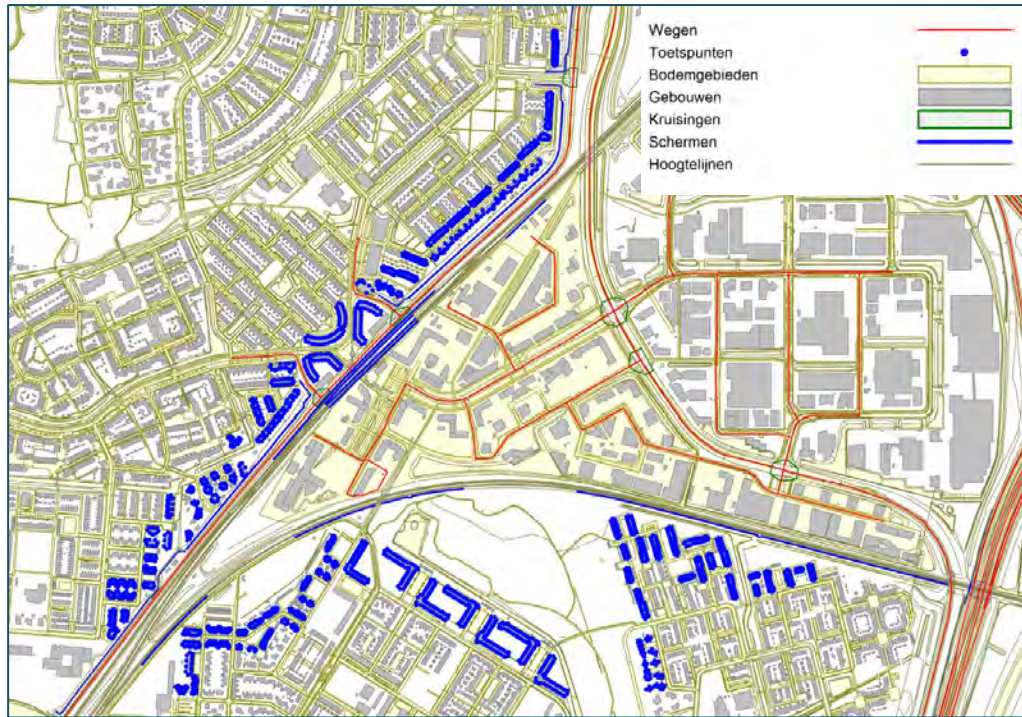 Wegen
Toetspunten
Bodemgebieden
Gebouwen
Kruisingen
Schermen
Hoogtelijnen